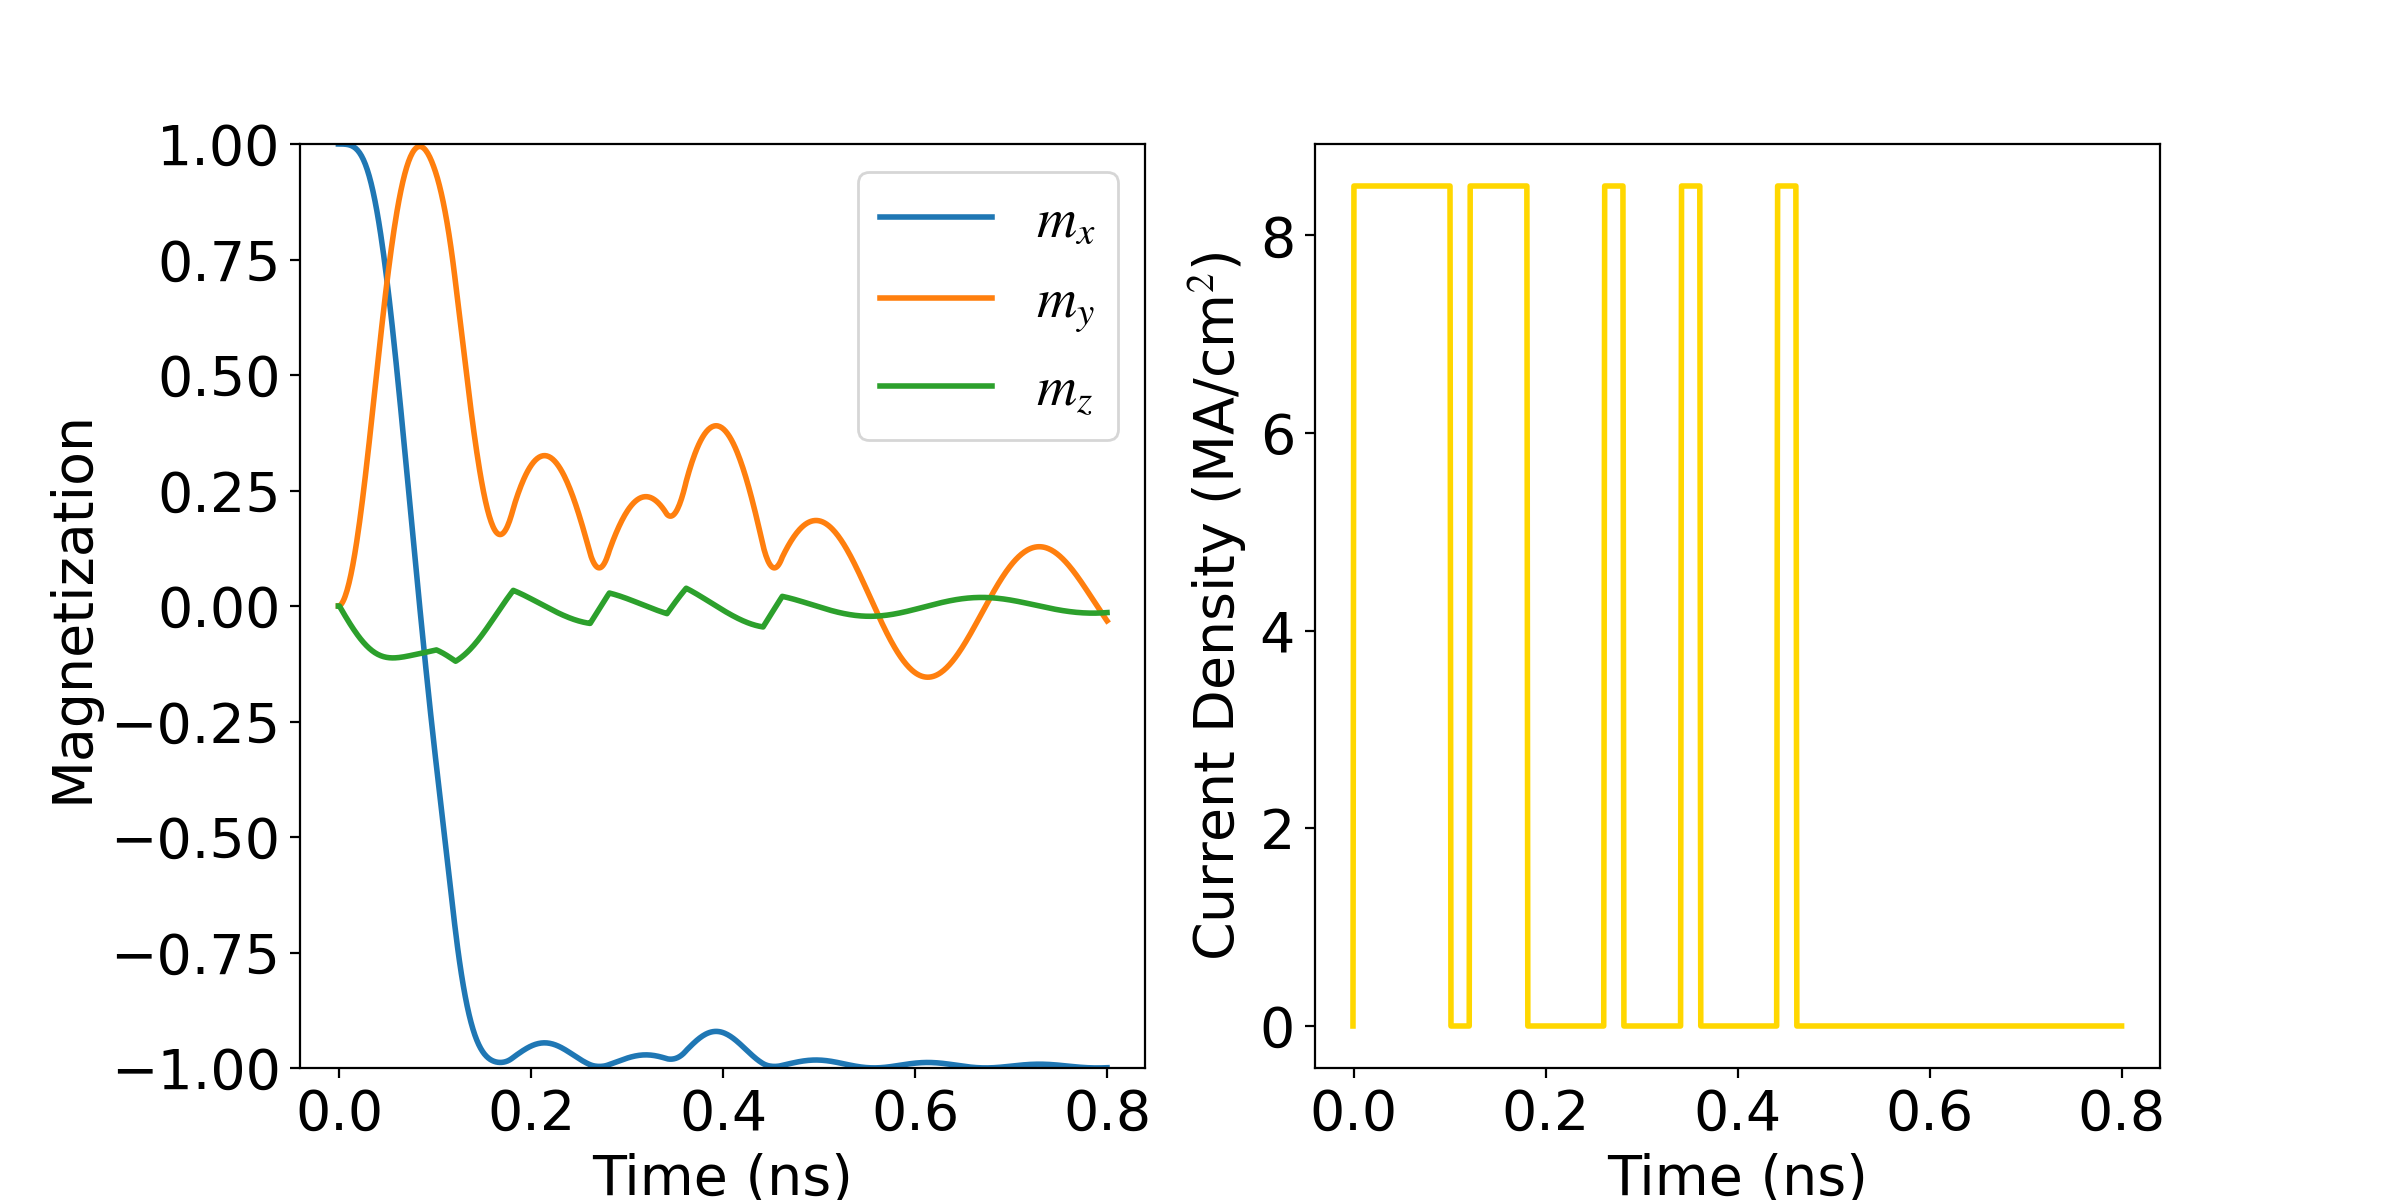 1.00
0.75
0.50
0.25
0.00
−0.25
−0.50
−0.75
−1.00
Magnetization
0.0 0.2 0.4 0.6 0.8
Time (ns)
m_x
m_y
m_z
8
6
4
2
0
Current Density (MA/cm²)
0.0 0.2 0.4 0.6 0.8
Time (ns)